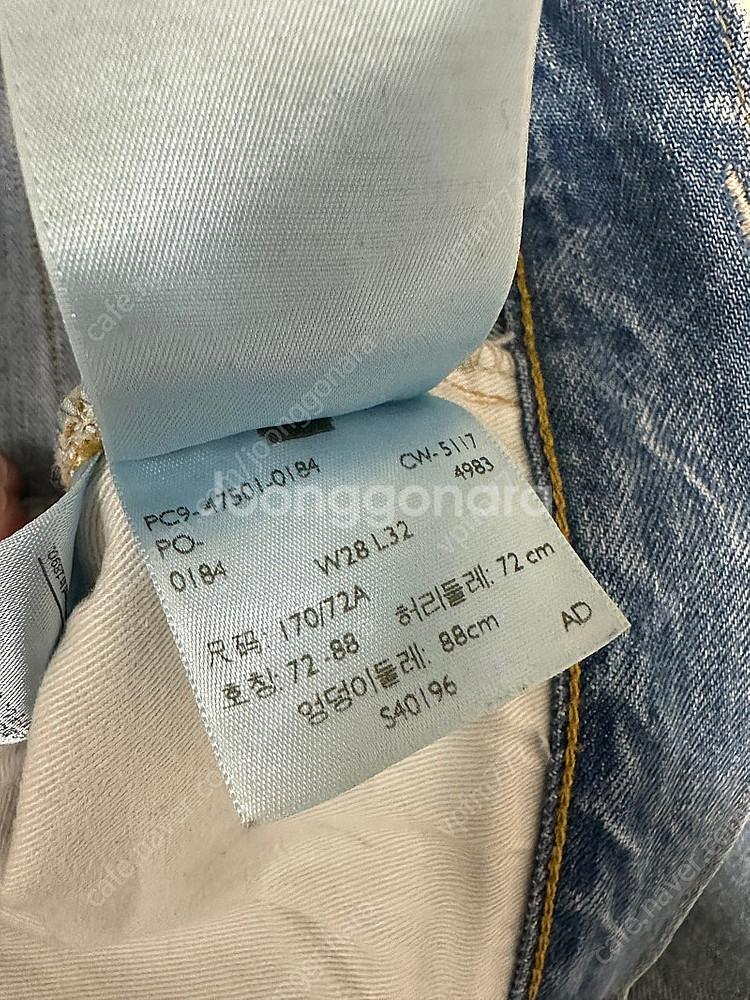 PC9-47501-0184
CW-5117
4983
PO-
0184
W28 L32
尺码: 170/72A
허리둘레: 72 cm
호칭: 72-88
엉덩이둘레: 88cm
AD
S40196
Joonggonara